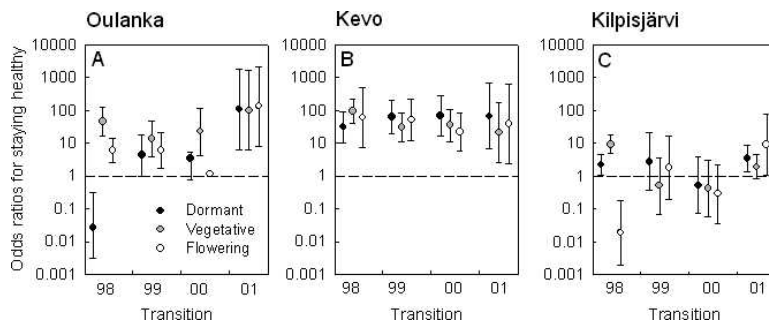 Oulanka
Kevo
Kilpisjärvi
Odds ratios for staying healthy
10000
1000
100
10
1
0.1
0.01
0.001
A
Dormant
Vegetative
Flowering
98
99
00
01
Transition
10000
1000
100
10
1
0.1
0.01
0.001
B
98
99
00
01
Transition
10000
1000
100
10
1
0.1
0.01
0.001
C
98
99
00
01
Transition